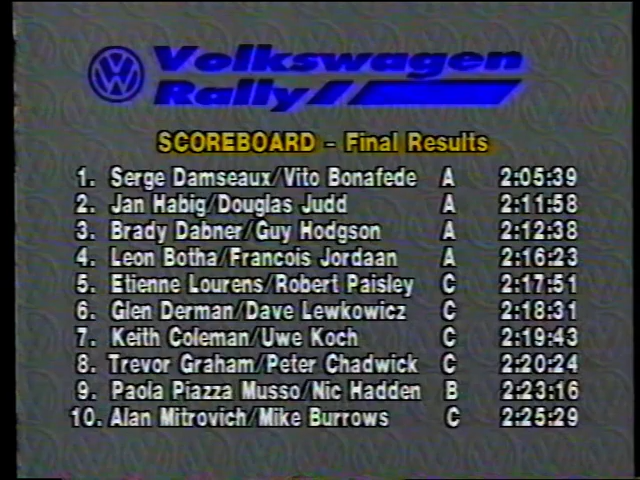 Volkswagen
Rally
SCOREBOARD - Final Results
1. Serge Damseaux/Vito Bonafede A 2:05:39
2. Jan Habig/Douglas Judd A 2:11:58
3. Brady Dabner/Guy Hodgson A 2:12:38
4. Leon Botha/Francois Jordaan A 2:16:23
5. Etienne Lourens/Robert Paisley C 2:17:51
6. Glen Derman/Dave Lewkowicz C 2:18:31
7. Keith Coleman/Uwe Koch C 2:19:43
8. Trevor Graham/Peter Chadwick C 2:20:24
9. Paola Piazza Musso/Nic Hadden B 2:23:16
10. Alan Mitrovich/Mike Burrows C 2:25:29